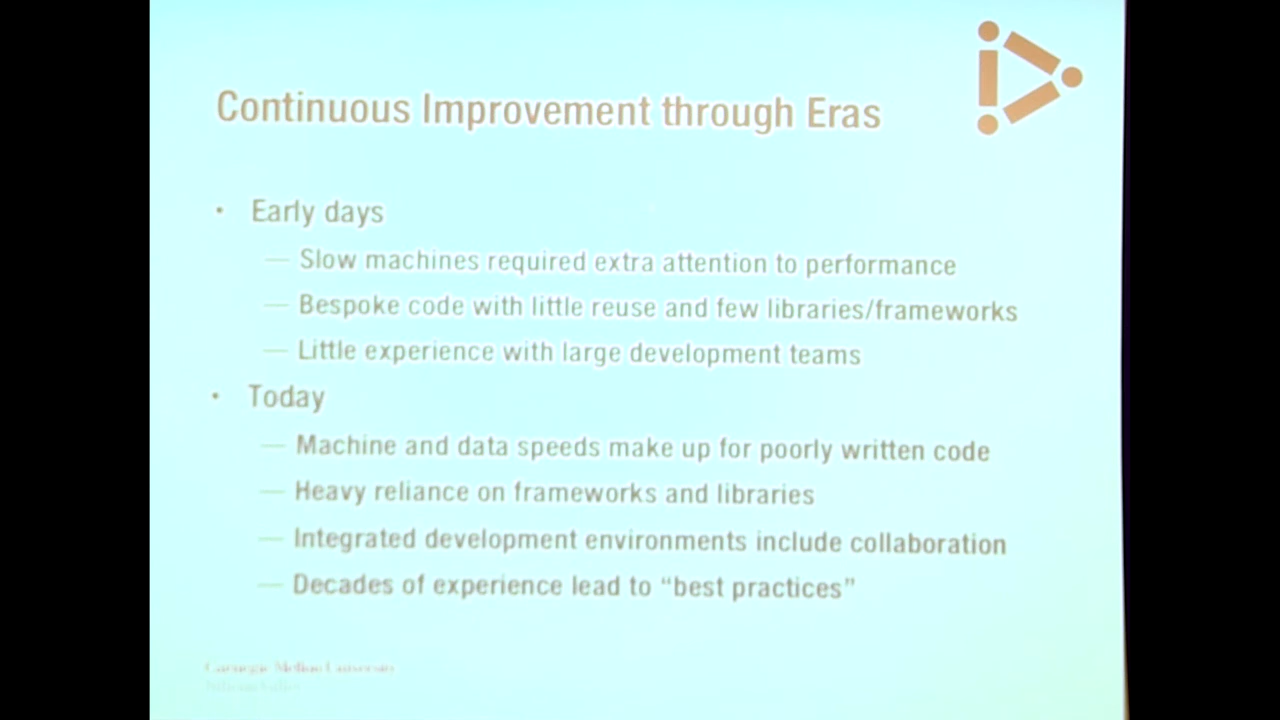 Continuous Improvement through Eras
• Early days
— Slow machines required extra attention to performance
— Bespoke code with little reuse and few libraries/frameworks
— Little experience with large development teams
• Today
— Machine and data speeds make up for poorly written code
— Heavy reliance on frameworks and libraries
— Integrated development environments include collaboration
— Decades of experience lead to “best practices”
Carnegie Mellon University